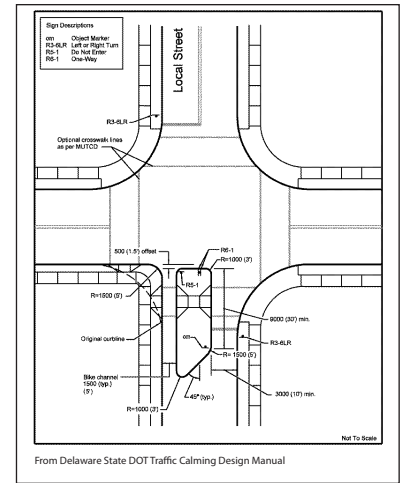 Sign Descriptions
om Object Marker
R3-6LR Left or Right Turn
R5-1 Do Not Enter
R6-1 One-Way
Local Street
R3-6LR
Optional crosswalk lines
as per MUTCD
500 (1.5') offset
R6-1
R=1000 (3')
R5-1
R=1500 (5')
9000 (30') min.
om
R3-6LR
Original curbline
R= 1500 (5')
Bike channel
1500 (typ.)
(5')
3000 (10') min.
45° (typ.)
R=1000 (3')
Not To Scale
From Delaware State DOT Traffic Calming Design Manual